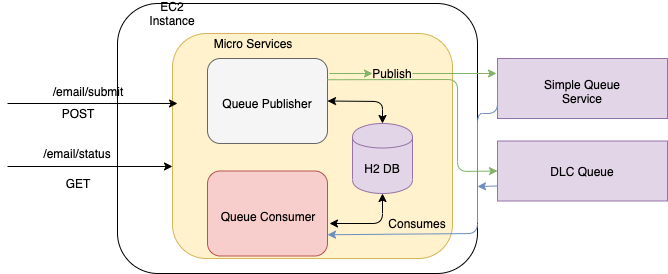 EC2
Instance
Micro Services
/email/submit
POST
/email/status
GET
Queue Publisher
Publish
Simple Queue
Service
H2 DB
DLC Queue
Queue Consumer
Consumes